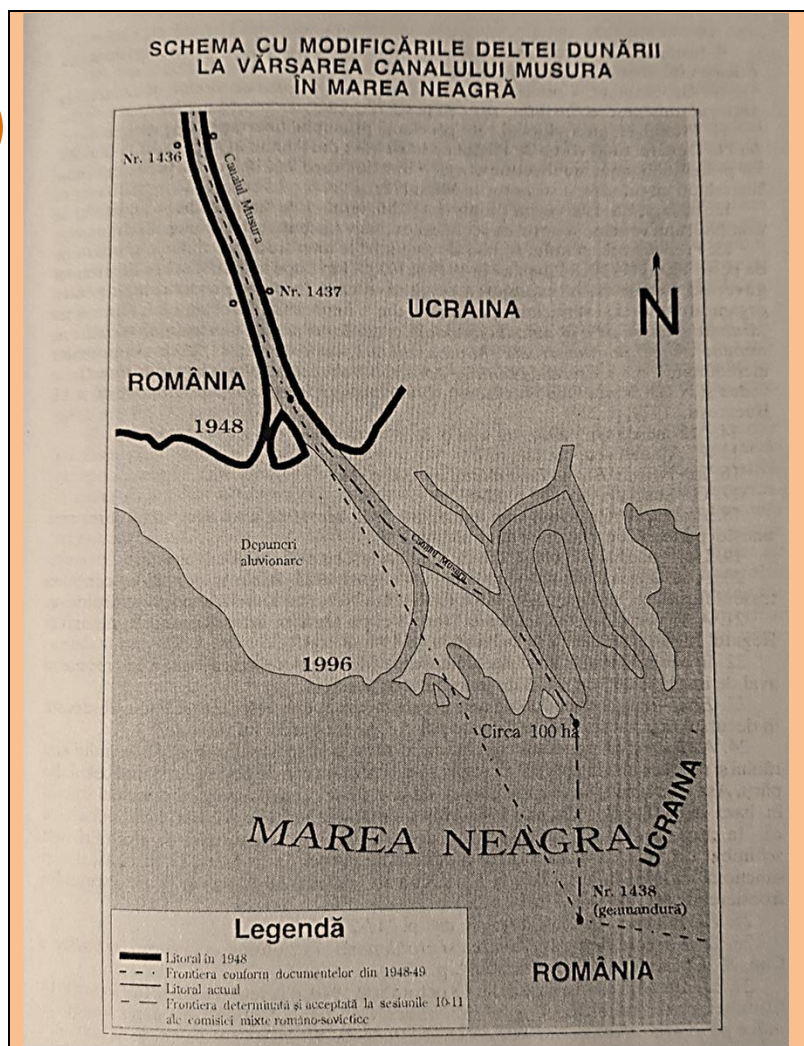 SCHEMA CU MODIFICĂRILE DELTEI DUNĂRII
LA VĂRSAREA CANALULUI MUSURA
ÎN MAREA NEAGRĂ
Nr. 1436
Canalul Musura
Nr. 1437
UCRAINA
N
ROMÂNIA
1948
Depuneri
aluvionare
Canalul Musura
1996
Circa 100 ha
UCRAINA
MAREA NEAGRA
Nr. 1438
(geamandură)
ROMÂNIA
Legendă
Litoral în 1948
Frontiera conform documentelor din 1948-49
Litoral actual
Frontiera determinată și acceptată la sesiunile 10-11
ale comisiei mixte româno-sovietice